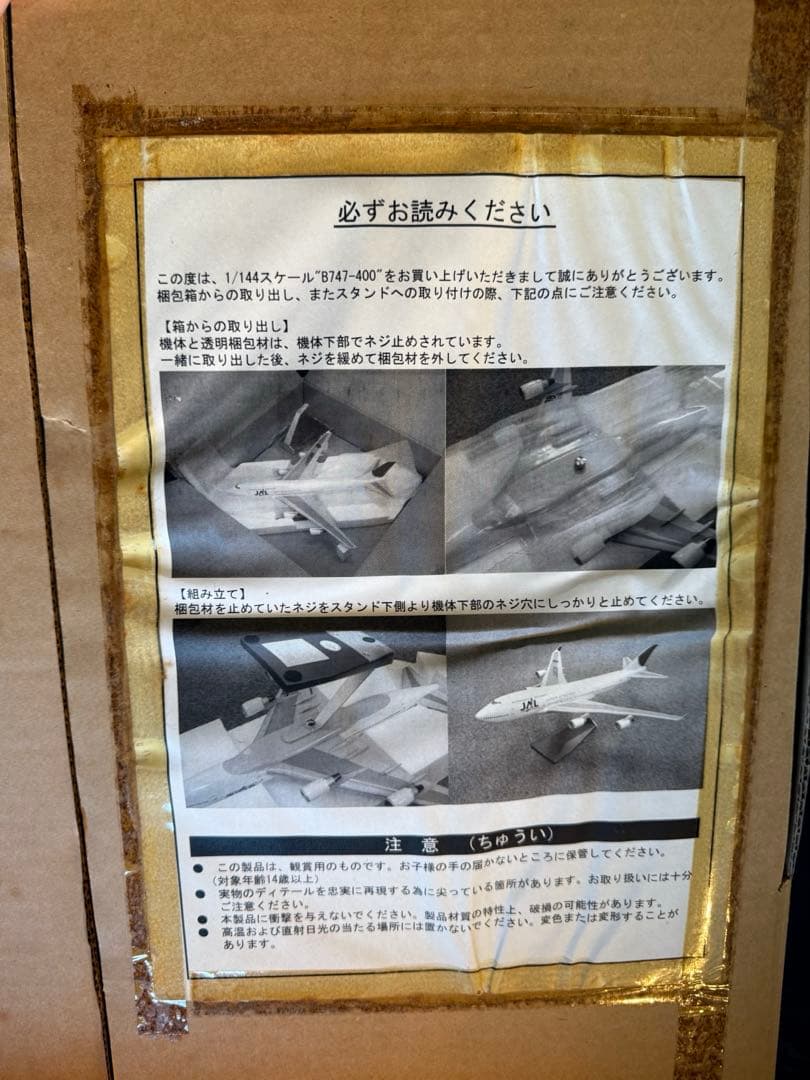 必ずお読みください
この度は、1/144スケール"B747-400"をお買い上げいただきまして誠にありがとうございます。
梱包箱からの取り出し、またスタンドへの取り付けの際、下記の点にご注意ください。
【箱からの取り出し】
機体と透明梱包材は、機体下部でネジ止めされています。
一緒に取り出した後、ネジを緩めて梱包材を外してください。
JAL
【組み立て】
梱包材を止めていたネジをスタンド下側より機体下部のネジ穴にしっかりと止めてください。
JAL
注 意 (ちゅうい)
● この製品は、観賞用のものです。お子様の手の届かないところに保管してください。
(対象年齢14歳以上)
● 実物のディテールを忠実に再現する為に尖っている箇所があります。お取り扱いには十分
ご注意ください。
● 本製品に衝撃を与えないでください。製品材質の特性上、破損の可能性があります。
● 高温および直射日光の当たる場所には置かないでください。変色または変形することが
あります。